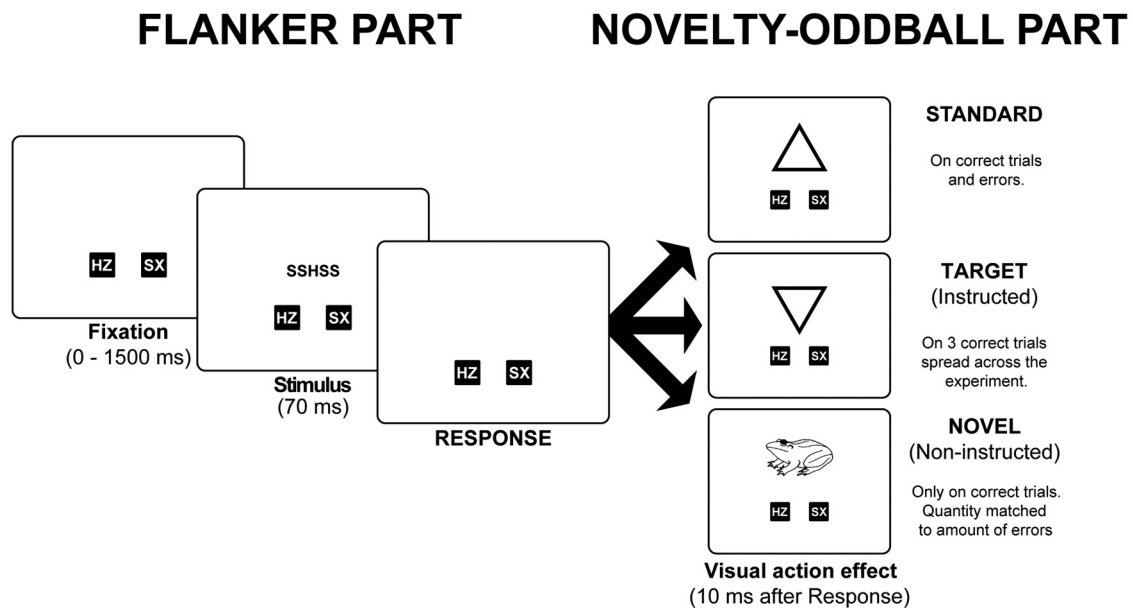 FLANKER PART
NOVELTY-ODDBALL PART
HZ SX
Fixation
(0 - 1500 ms)
SSHSS
HZ SX
Stimulus
(70 ms)
HZ SX
RESPONSE
HZ SX
STANDARD
On correct trials
and errors.
HZ SX
TARGET
(Instructed)
On 3 correct trials
spread across the
experiment.
HZ SX
NOVEL
(Non-instructed)
Only on correct trials.
Quantity matched
to amount of errors
Visual action effect
(10 ms after Response)